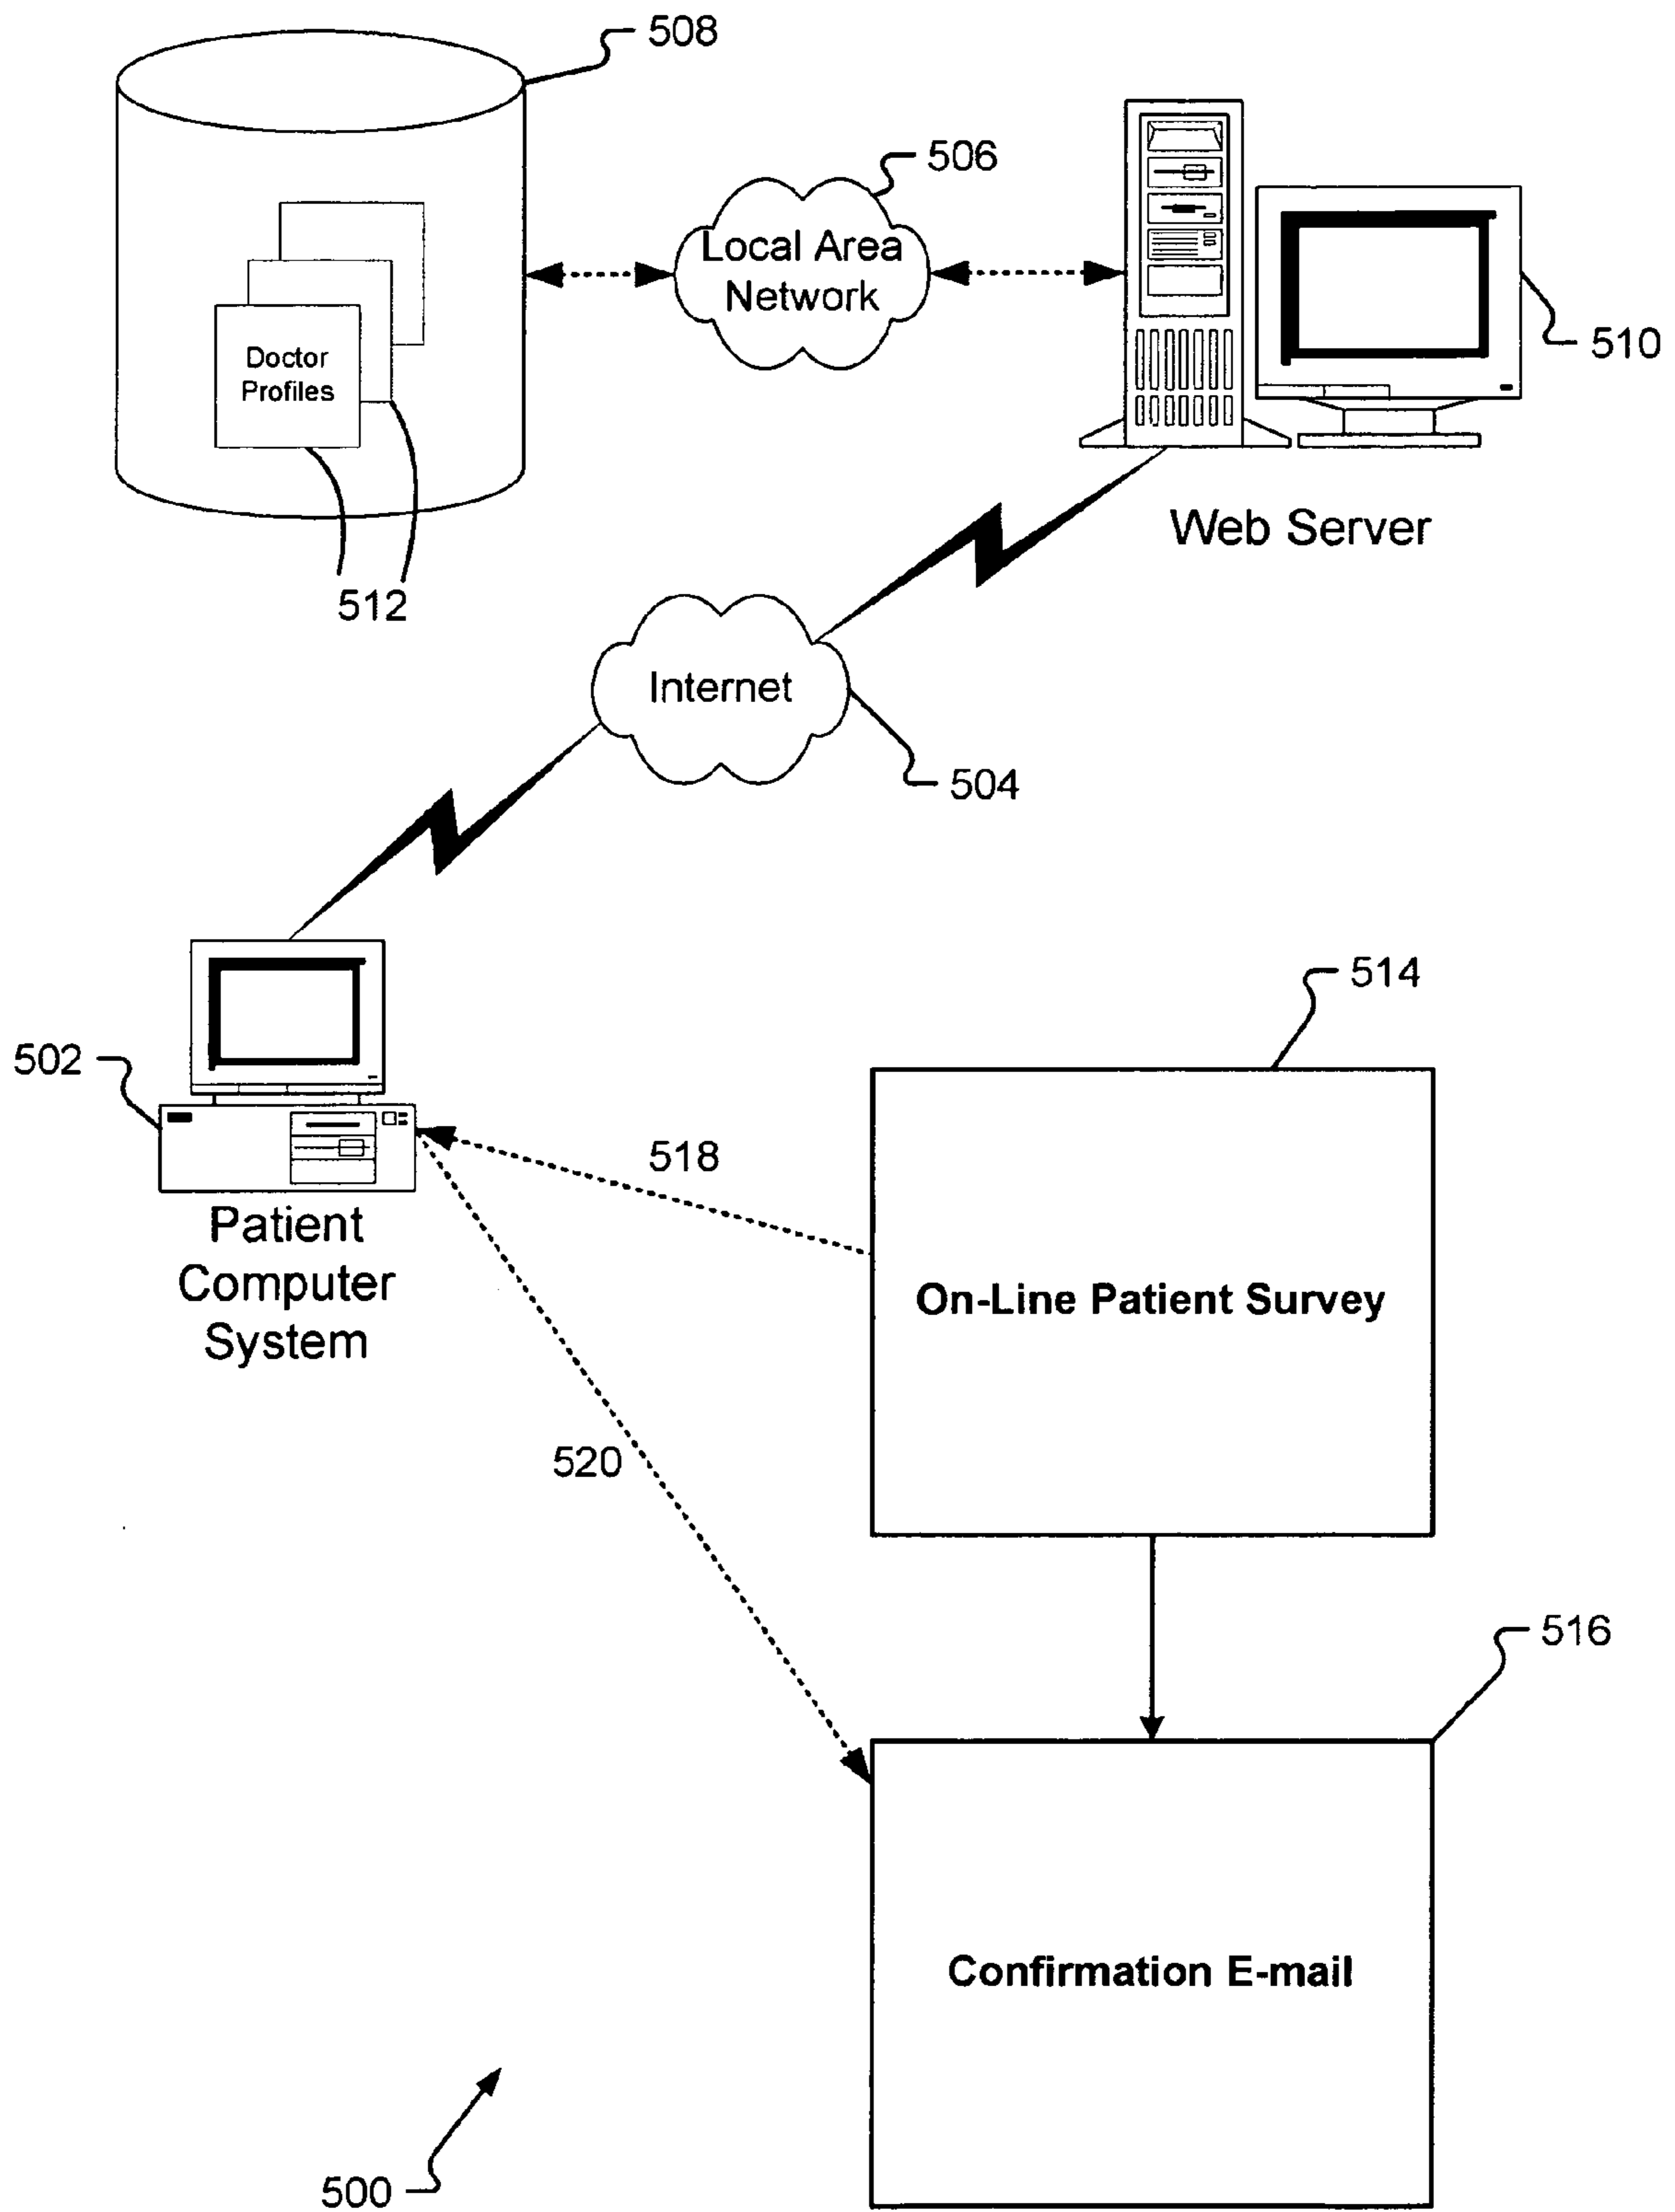 508
506
Local Area
Network
510
Doctor
Profiles
Web Server
512
Internet
504
514
502
518
Patient
Computer
System
On-Line Patient Survey
520
516
Confirmation E-mail
500